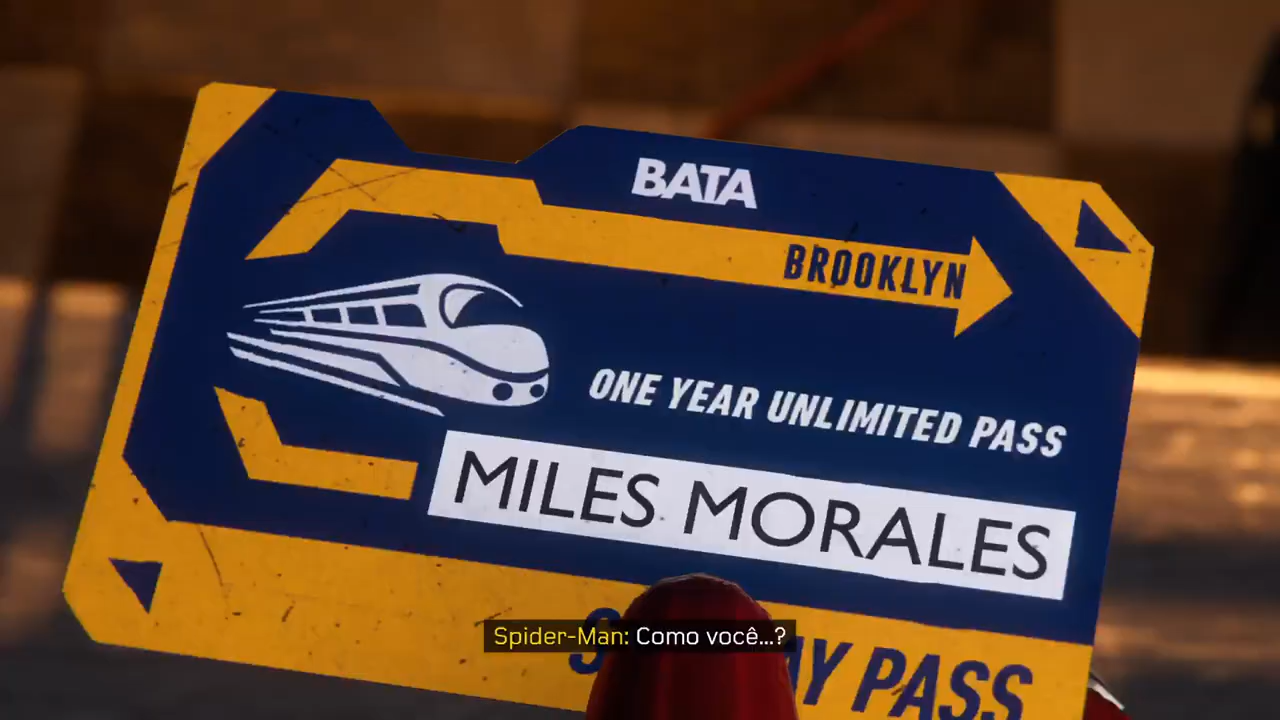 BATA
BROOKLYN
ONE YEAR UNLIMITED PASS
MILES MORALES
PASS
Spider-Man: Como você...?